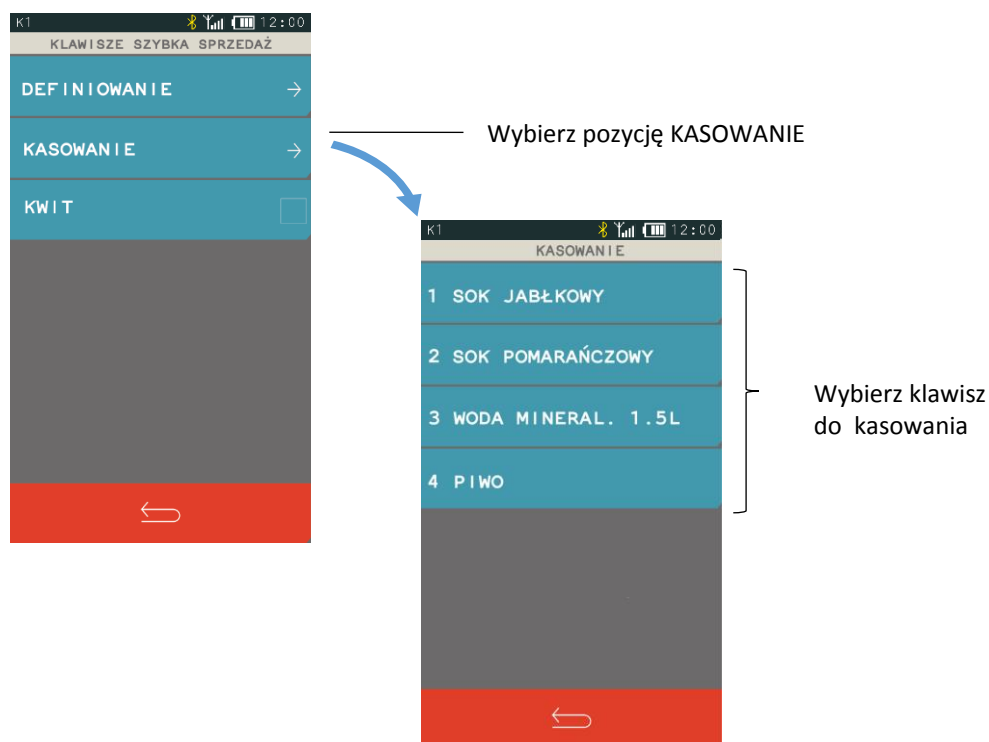 K1 12:00
KLAWISZE SZYBKA SPRZEDAŻ
DEFINIOWANIE
KASOWANIE
KWIT
Wybierz pozycję KASOWANIE
K1 12:00
KASOWANIE
1 SOK JABŁKOWY
2 SOK POMARAŃCZOWY
3 WODA MINERAL. 1.5L
4 PIWO
Wybierz klawisz
do kasowania